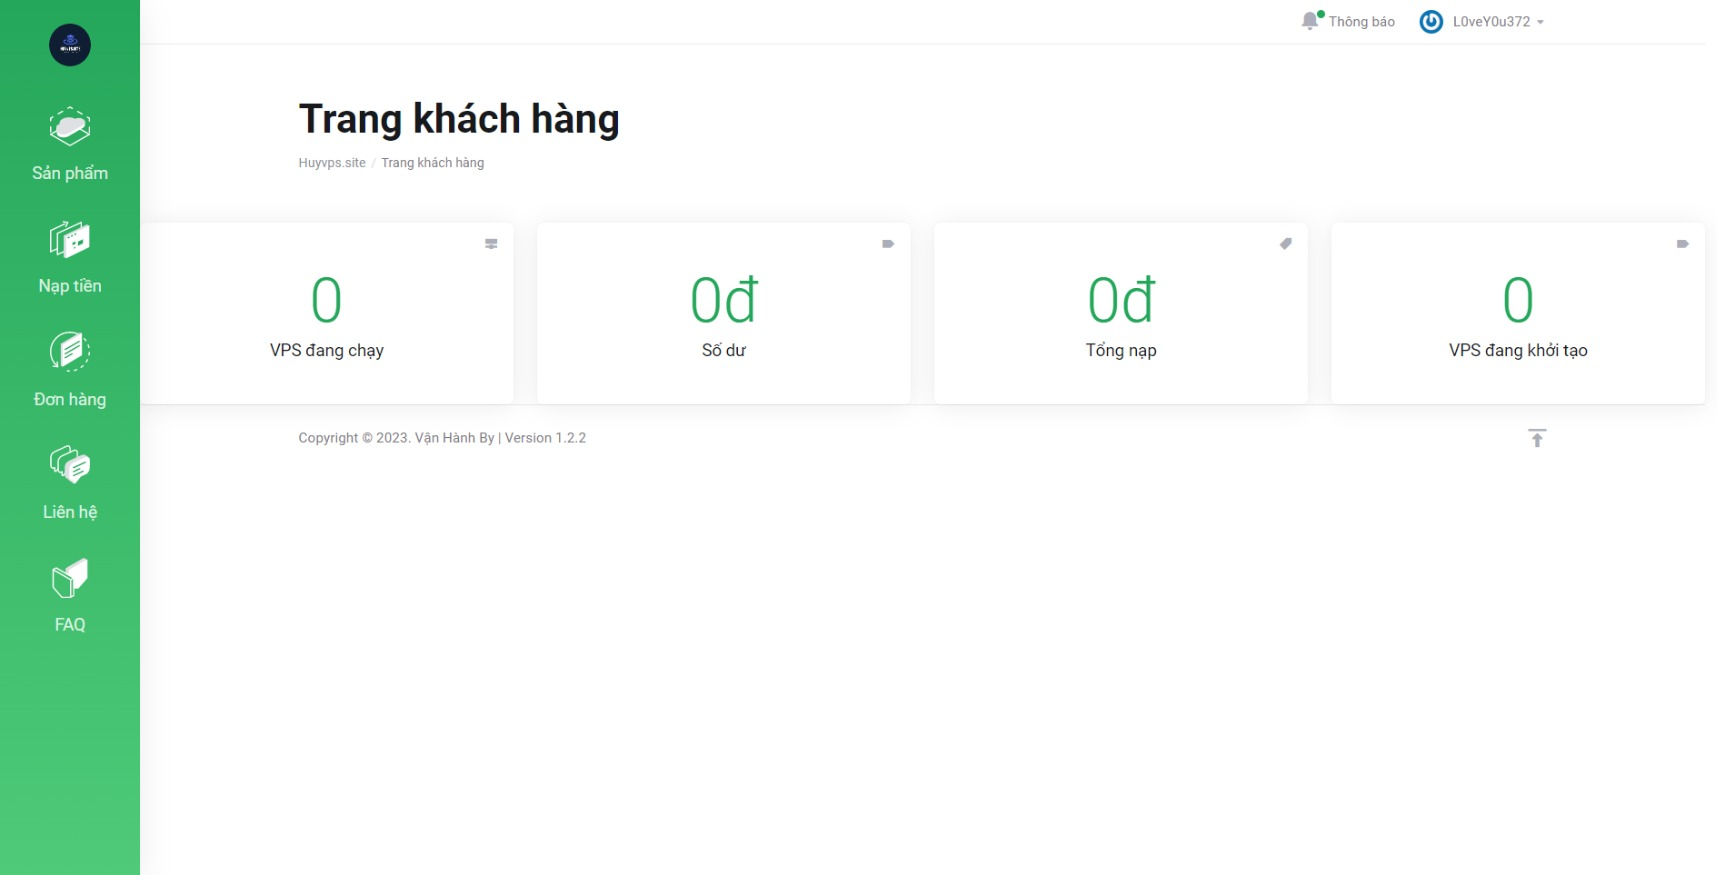 Thông báo
L0veY0u372
Trang khách hàng
Huyvps.site / Trang khách hàng
Sản phẩm
Nạp tiền
Đơn hàng
Liên hệ
FAQ
0
VPS đang chạy
0đ
Số dư
0đ
Tổng nạp
0
VPS đang khởi tạo
Copyright © 2023. Vận Hành By | Version 1.2.2